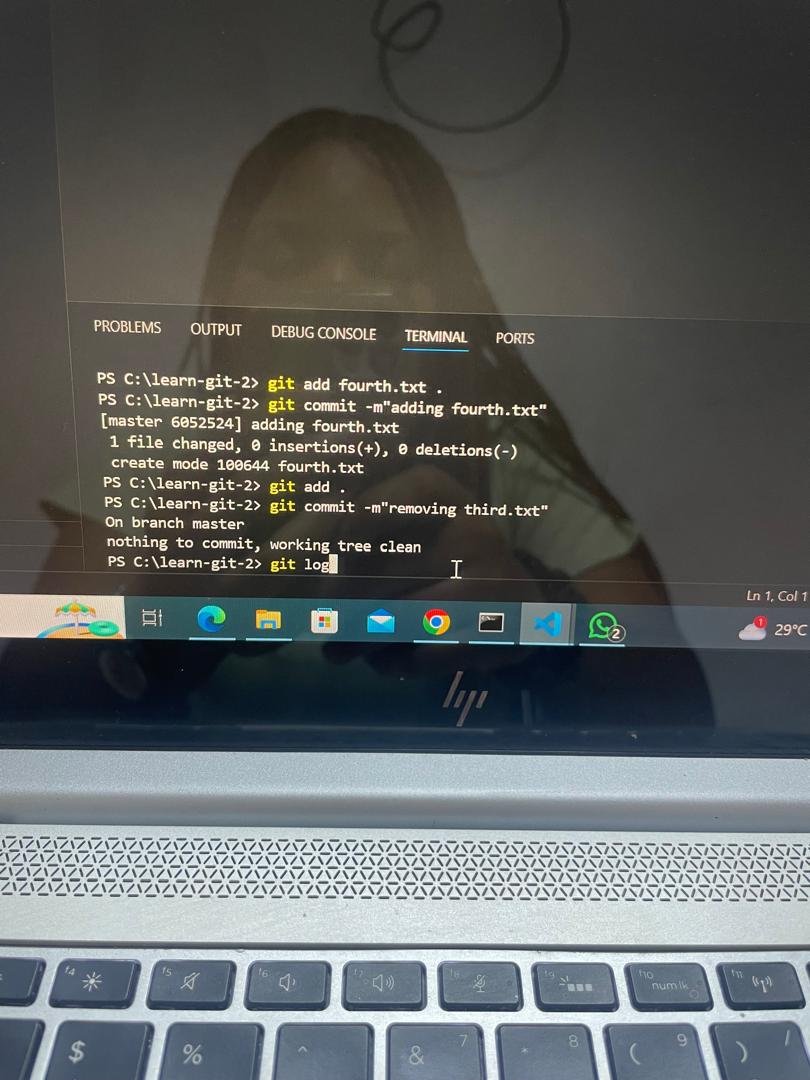 PROBLEMS OUTPUT DEBUG CONSOLE TERMINAL PORTS
PS C:\learn-git-2> git add fourth.txt .
PS C:\learn-git-2> git commit -m"adding fourth.txt"
[master 6052524] adding fourth.txt
1 file changed, 0 insertions(+), 0 deletions(-)
create mode 100644 fourth.txt
PS C:\learn-git-2> git add .
PS C:\learn-git-2> git commit -m"removing third.txt"
On branch master
nothing to commit, working tree clean
PS C:\learn-git-2> git log
Ln 1, Col 1
2 1 29°C
hp
f4 f5 f6 f7 f8 f9 f10 num lk f11
$ % ^ & 7 * 8 ( 9 ) /